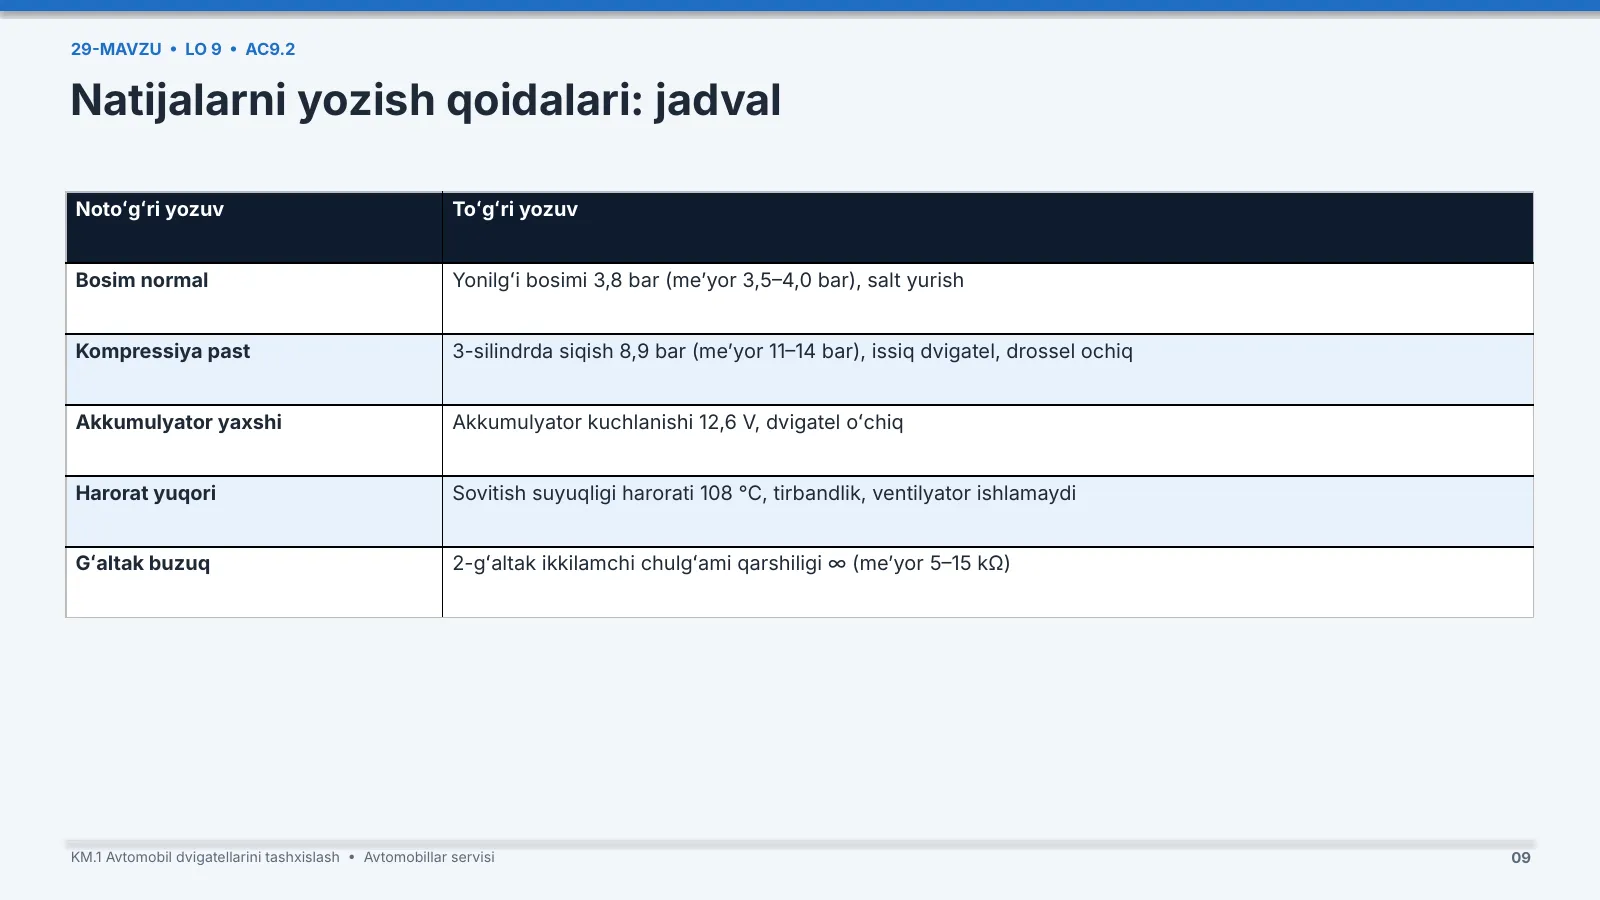 29-MAVZU • LO 9 • AC9.2
Natijalarni yozish qoidalari: jadval
Notoʻgʻri yozuv
Toʻgʻri yozuv
Bosim normal
Yonilgʻi bosimi 3,8 bar (meʼyor 3,5–4,0 bar), salt yurish
Kompressiya past
3-silindrda siqish 8,9 bar (meʼyor 11–14 bar), issiq dvigatel, drossel ochiq
Akkumulyator yaxshi
Akkumulyator kuchlanishi 12,6 V, dvigatel oʻchiq
Harorat yuqori
Sovitish suyuqligi harorati 108 °C, tirbandlik, ventilyator ishlamaydi
Gʻaltak buzuq
2-gʻaltak ikkilamchi chulgʻami qarshiligi ∞ (meʼyor 5–15 kΩ)
KM.1 Avtomobil dvigatellarini tashxislash • Avtomobillar servisi
09